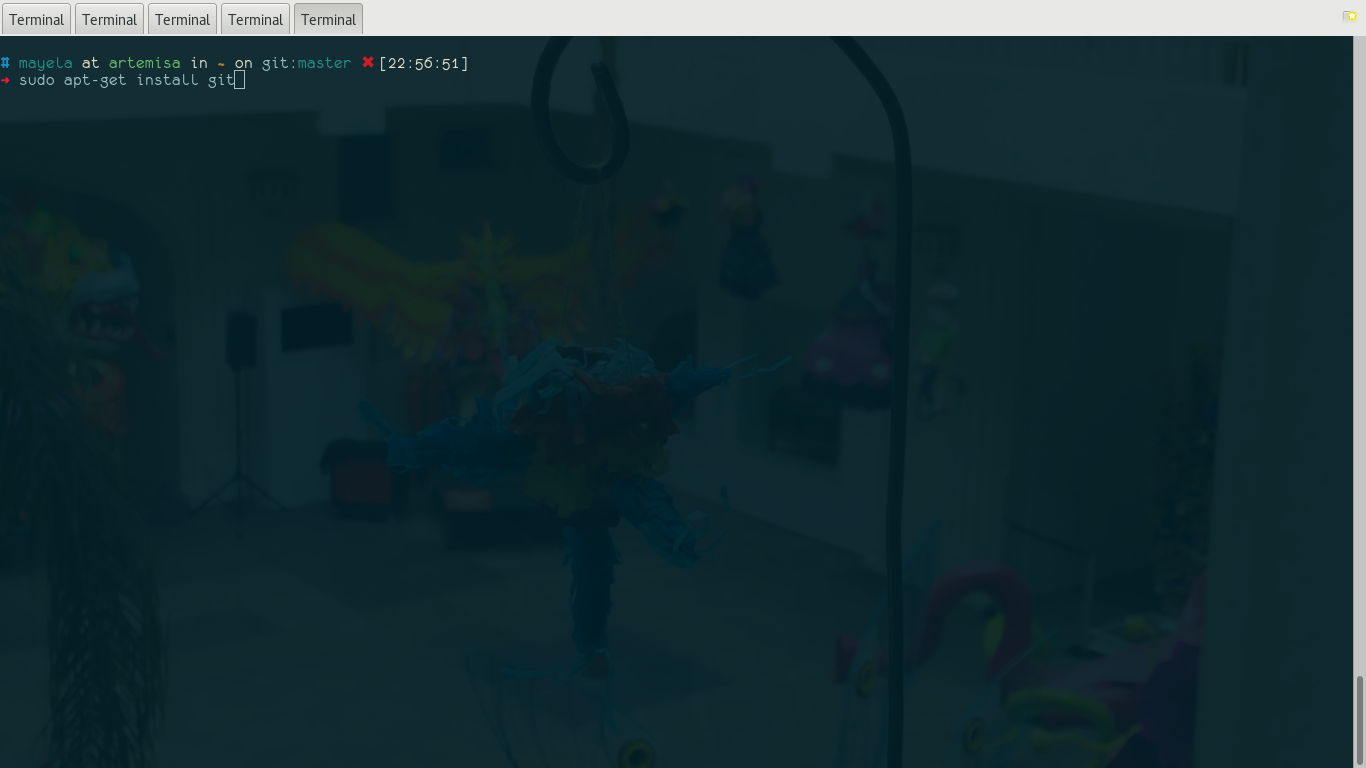 Terminal Terminal Terminal Terminal Terminal
# mayela at artemisa in ~ on git:master ✖ [22:56:51]
→ sudo apt-get install git